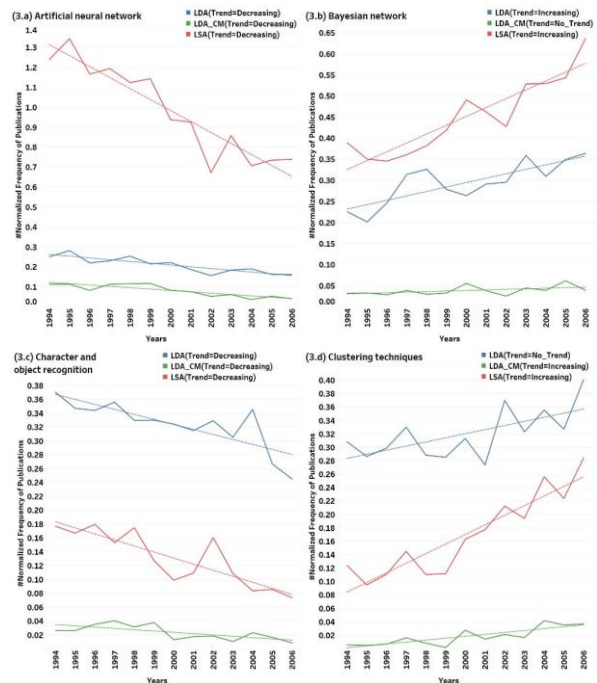 (3.a) Artificial neural network
LDA(Trend=Decreasing)
LDA_CM(Trend=Decreasing)
LSA(Trend=Decreasing)
#Normalized Frequency of Publications
1.4
1.3
1.2
1.1
1.0
0.9
0.8
0.7
0.6
0.5
0.4
0.3
0.2
0.1
0.0
1994 1995 1996 1997 1998 1999 2000 2001 2002 2003 2004 2005 2006
Years
(3.b) Bayesian network
LDA(Trend=Increasing)
LDA_CM(Trend=No_Trend)
LSA(Trend=Increasing)
#Normalized Frequency of Publications
0.65
0.60
0.55
0.50
0.45
0.40
0.35
0.30
0.25
0.20
0.15
0.10
0.05
0.00
1994 1995 1996 1997 1998 1999 2000 2001 2002 2003 2004 2005 2006
Years
(3.c) Character and
object recognition
LDA(Trend=Decreasing)
LDA_CM(Trend=Decreasing)
LSA(Trend=Decreasing)
#Normalized Frequency of Publications
0.38
0.36
0.34
0.32
0.30
0.28
0.26
0.24
0.22
0.20
0.18
0.16
0.14
0.12
0.10
0.08
0.06
0.04
0.02
1994 1995 1996 1997 1998 1999 2000 2001 2002 2003 2004 2005 2006
Years
(3.d) Clustering techniques
LDA(Trend=No_Trend)
LDA_CM(Trend=Increasing)
LSA(Trend=Increasing)
#Normalized Frequency of Publications
0.40
0.36
0.34
0.32
0.30
0.28
0.26
0.24
0.22
0.20
0.18
0.16
0.14
0.12
0.10
0.08
0.06
0.04
0.02
1994 1995 1996 1997 1998 1999 2000 2001 2002 2003 2004 2005 2006
Years